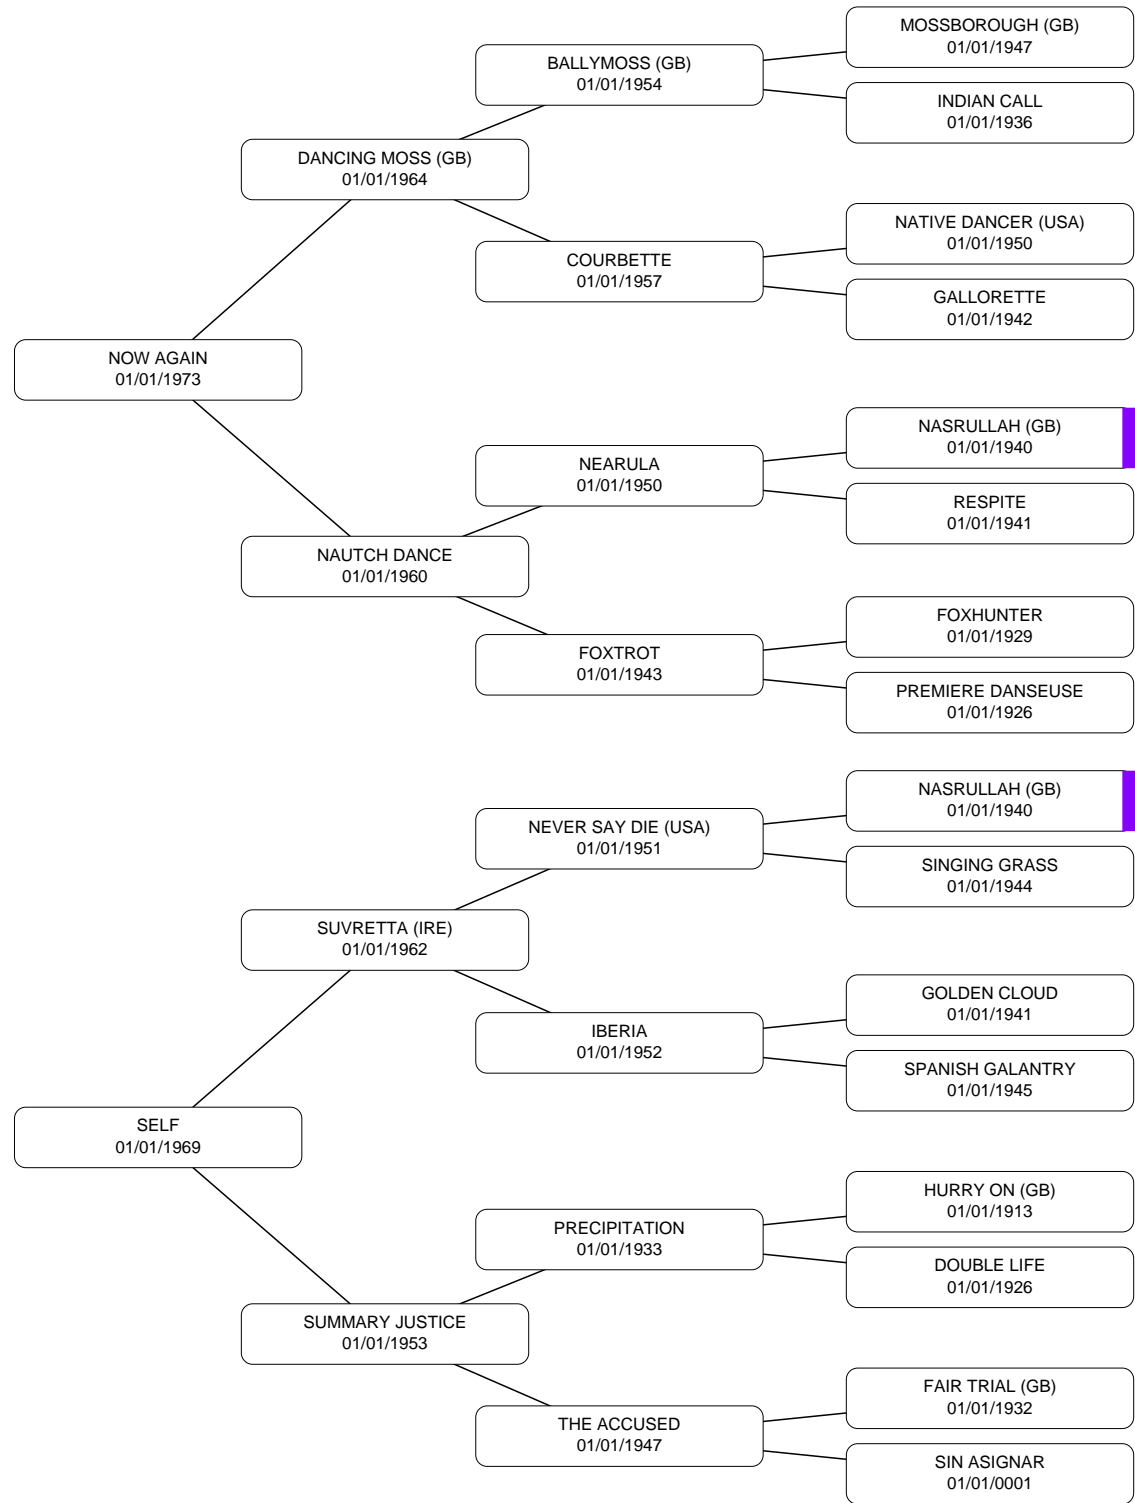 MOSSBOROUGH (GB)
01/01/1947
BALLYMOSS (GB)
01/01/1954
INDIAN CALL
01/01/1936
DANCING MOSS (GB)
01/01/1964
NATIVE DANCER (USA)
01/01/1950
COURBETTE
01/01/1957
GALLORETTE
01/01/1942
NOW AGAIN
01/01/1973
NASRULLAH (GB)
01/01/1940
NEARULA
01/01/1950
RESPITE
01/01/1941
NAUTCH DANCE
01/01/1960
FOXHUNTER
01/01/1929
FOXTROT
01/01/1943
PREMIERE DANSEUSE
01/01/1926
NASRULLAH (GB)
01/01/1940
NEVER SAY DIE (USA)
01/01/1951
SINGING GRASS
01/01/1944
SUVRETTA (IRE)
01/01/1962
GOLDEN CLOUD
01/01/1941
IBERIA
01/01/1952
SPANISH GALANTRY
01/01/1945
SELF
01/01/1969
HURRY ON (GB)
01/01/1913
PRECIPITATION
01/01/1933
DOUBLE LIFE
01/01/1926
SUMMARY JUSTICE
01/01/1953
FAIR TRIAL (GB)
01/01/1932
THE ACCUSED
01/01/1947
SIN ASIGNAR
01/01/0001